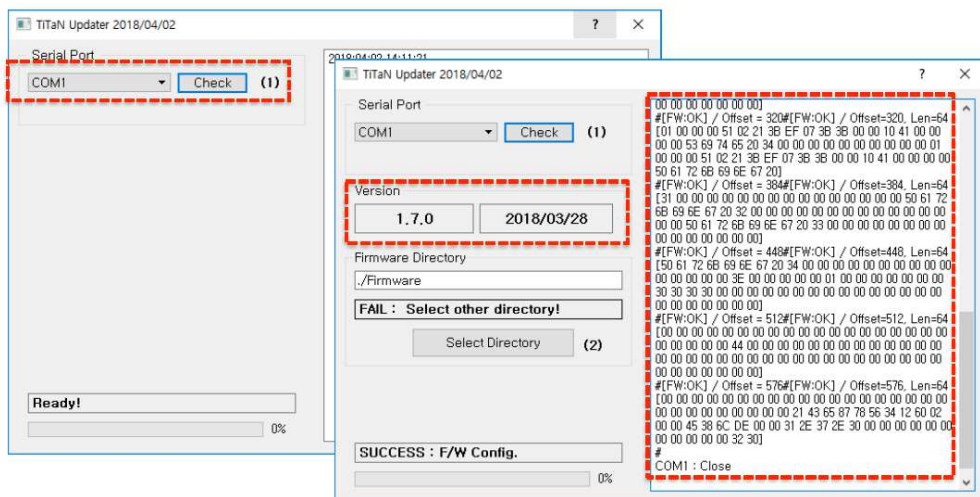 TiTaN Updater 2018/04/02
?
Serial Port
COM1
Check
(1)
2018:04:02 14:11:21
Ready!
0%
TiTaN Updater 2018/04/02
?
Serial Port
COM1
Check
(1)
Version
1.7.0
2018/03/28
Firmware Directory
./Firmware
FAIL : Select other directory!
Select Directory
(2)
SUCCESS : F/W Config.
0%
00 00 00 00 00 00 00]
#[FW:OK] / Offset = 320#[FW:OK] / Offset=320, Len=64
[01 00 00 00 51 02 21 3B EF 07 3B 3B 00 00 10 41 00 00
00 00 53 69 74 65 20 34 00 00 00 00 00 00 00 00 00 01
00 00 00 51 02 21 3B EF 07 3B 3B 00 00 10 41 00 00 00 00
50 61 72 6B 69 6E 67 20]
#[FW:OK] / Offset = 384#[FW:OK] / Offset=384, Len=64
[31 00 00 00 00 00 00 00 00 00 00 00 00 00 00 50 61 72
6B 69 6E 67 20 32 00 00 00 00 00 00 00 00 00 00 00 00
00 00 50 61 72 6B 69 6E 67 20 33 00 00 00 00 00 00 00
00 00 00 00 00 00 00]
#[FW:OK] / Offset = 448#[FW:OK] / Offset=448, Len=64
[50 61 72 6B 69 6E 67 20 34 00 00 00 00 00 00 00 00 00 00
00 00 00 00 00 3E 00 00 00 00 00 01 00 00 00 00 00 00 00
30 30 30 30 00 00 00 00 00 00 00 00 00 00 00 00 00 00
00 00 00 00 00 00 00]
#[FW:OK] / Offset = 512#[FW:OK] / Offset=512, Len=64
[00 00 00 00 00 00 00 00 00 00 00 00 00 00 00 00 00 00 00
00 00 00 00 00 44 00 00 00 00 00 00 00 00 00 00 00 00 00
00 00 00 00 00 00 00 00 00 00 00 00 00 00 00 00 00 00
00 00 00 00 00 00 00]
#[FW:OK] / Offset = 576#[FW:OK] / Offset=576, Len=64
[00 00 00 00 00 00 00 00 00 00 00 00 00 00 00 00 00 00 00
00 00 00 00 00 00 00 00 00 00 21 43 65 87 78 56 34 12 60 02
00 00 45 38 6C DE 00 00 31 2E 37 2E 30 00 00 00 00 00 00
00 00 00 00 00 32 30]
#
COM1 : Close